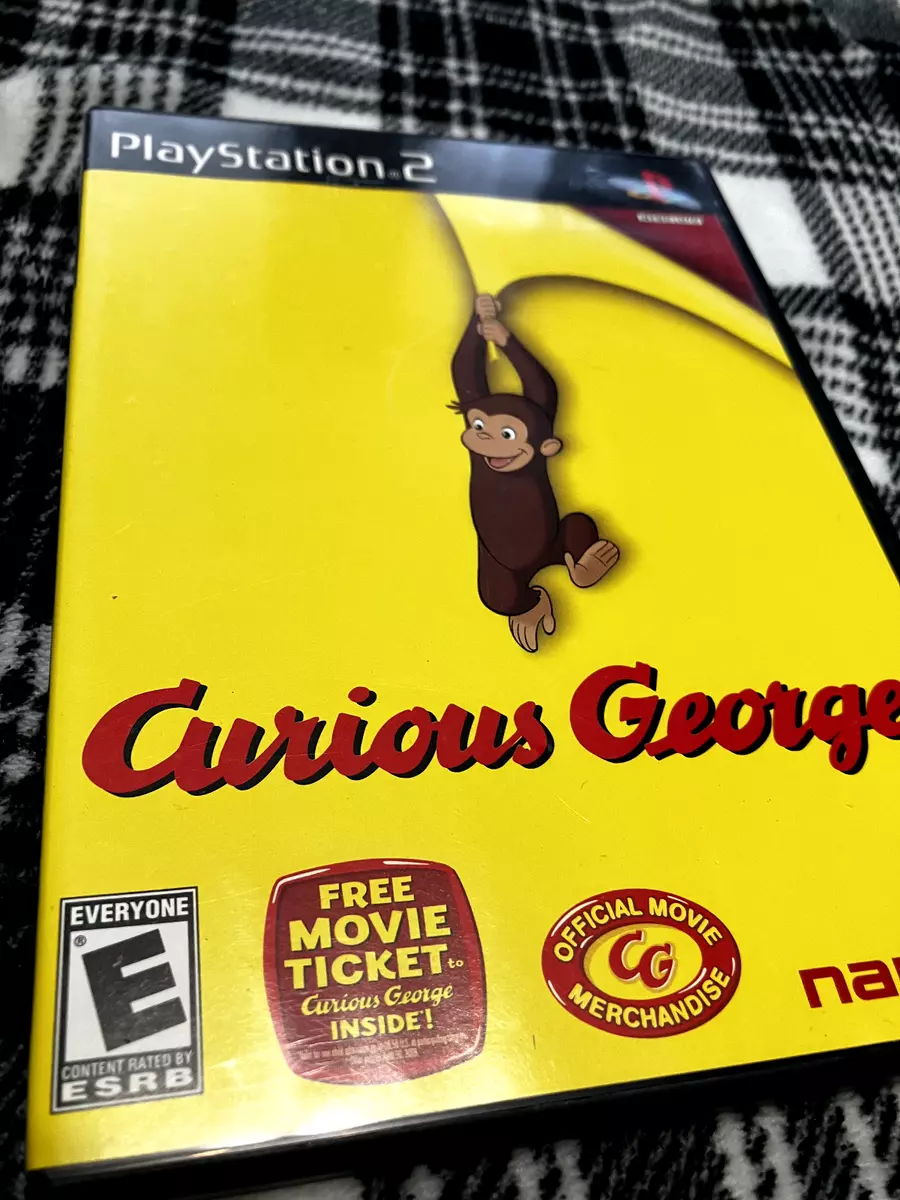 PlayStation®2
Curious George
EVERYONE
E
®
CONTENT RATED BY
ESRB
FREE
MOVIE
TICKET to
Curious George
INSIDE*!
OFFICIAL MOVIE
CG
MERCHANDISE